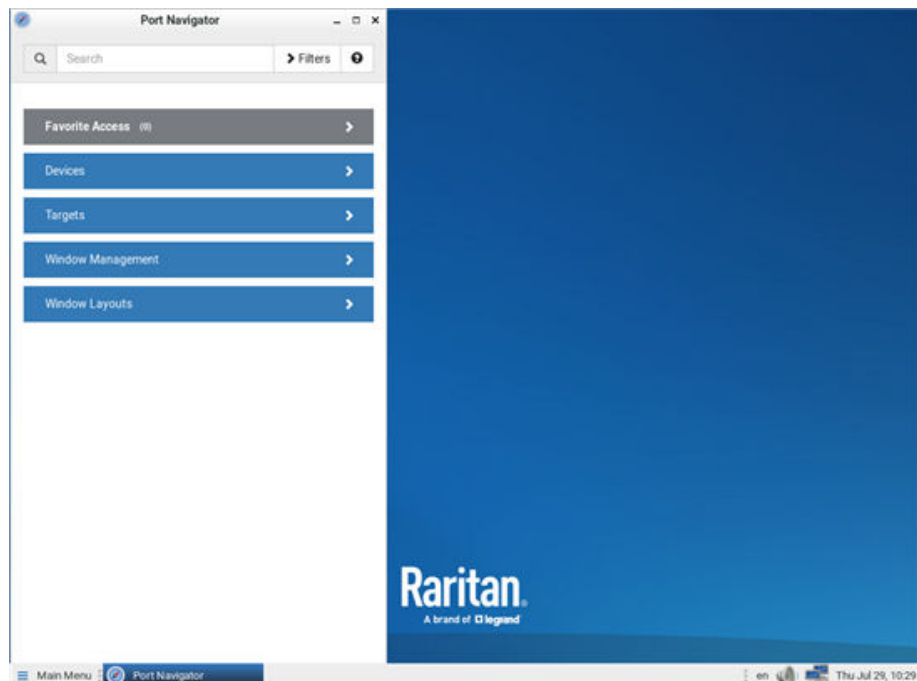 Port Navigator
Search
Filters
Favorite Access (0)
Devices
Targets
Window Management
Window Layouts
Raritan®
A brand of legrand
Main Menu
Port Navigator
en
Thu Jul 29, 10:29